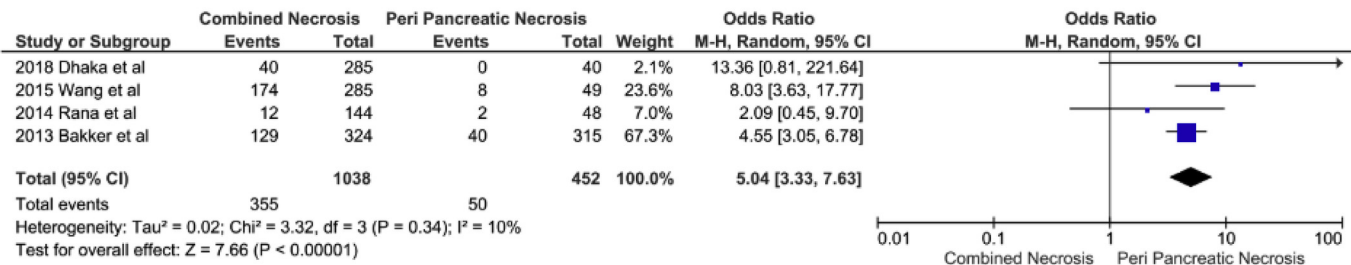 Combined Necrosis Peri Pancreatic Necrosis Odds Ratio Odds Ratio
Study or Subgroup Events Total Events Total Weight M-H, Random, 95% CI M-H, Random, 95% CI
2018 Dhaka et al 40 285 0 40 2.1% 13.36 [0.81, 221.64]
2015 Wang et al 174 285 8 49 23.6% 8.03 [3.63, 17.77]
2014 Rana et al 12 144 2 48 7.0% 2.09 [0.45, 9.70]
2013 Bakker et al 129 324 40 315 67.3% 4.55 [3.05, 6.78]
Total (95% CI) 1038 452 100.0% 5.04 [3.33, 7.63]
Total events 355 50
Heterogeneity: Tau² = 0.02; Chi² = 3.32, df = 3 (P = 0.34); I² = 10%
Test for overall effect: Z = 7.66 (P < 0.00001)
0.01 0.1 1 10 100
Combined Necrosis Peri Pancreatic Necrosis